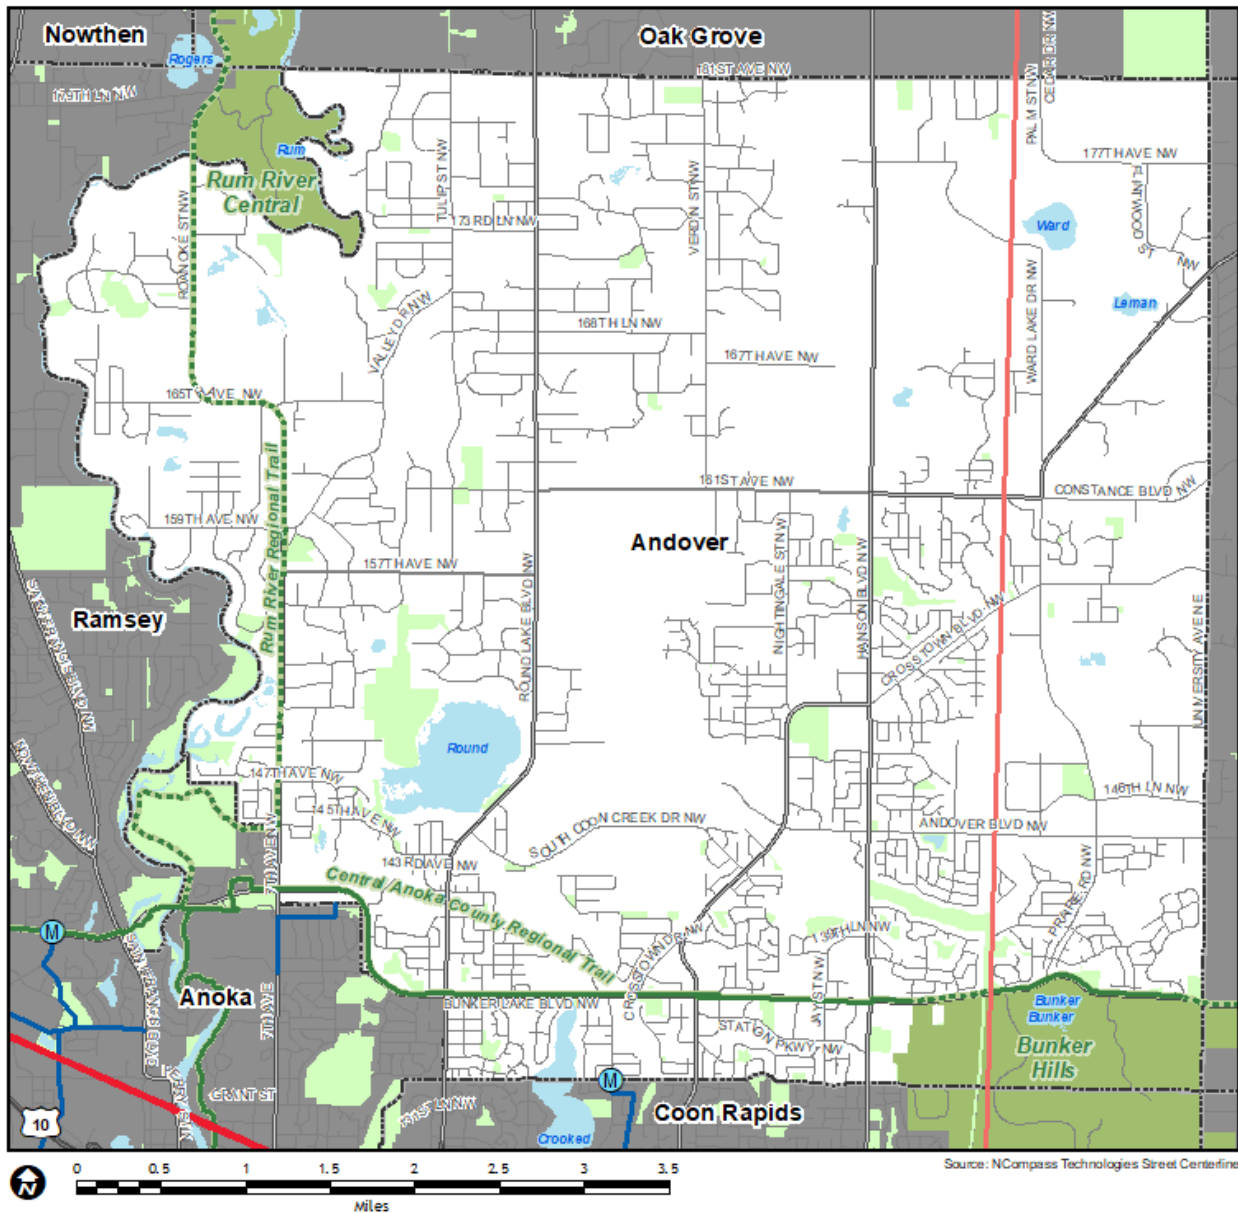 Nowthen
Oak Grove
Rogers
181ST AVE NW
CEDAR DR NW
179TH LN NW
PALM ST NW
Rum
177TH AVE NW
Rum River
Central
TULIP ST NW
VERDIN ST NW
FLINTWOOD
ST NW
173RD LN NW
Ward
ROANOKE ST NW
Leman
VALLEY DR NW
168TH LN NW
WARD LAKE DR NW
167TH AVE NW
165TH AVE NW
Rum River Regional Trail
161ST AVE NW
CONSTANCE BLVD NW
159TH AVE NW
Andover
157TH AVE NW
NIGHTINGALE ST NW
HANSON BLVD NW
Ramsey
ROUND LAKE BLVD NW
CROSSTOWN BLVD NW
UNIVERSITY AVENE
Round
147TH AVE NW
146TH LN NW
145TH AVE NW
ANDOVER BLVD NW
SOUTH COON CREEK DR NW
143RD AVE NW
7TH AVE NW
PRARIE RD NW
Central Anoka County Regional Trail
139TH LN NW
M
CROSSTOWN DR NW
Anoka
BUNKER LAKE BLVD NW
JAY ST NW
Bunker
Bunker
7TH AVE
STATION PKWY NW
Bunker
Hills
M
GRANT ST
Coon Rapids
10
Crooked
N
0 0.5 1 1.5 2 2.5 3 3.5
Miles
Source: NCompass Technologies Street Centerline